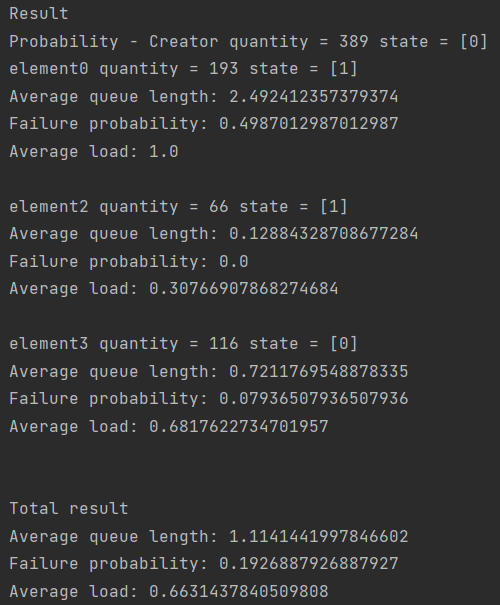 Result
Probability - Creator quantity = 389 state = [0]
element0 quantity = 193 state = [1]
Average queue length: 2.492412357379374
Failure probability: 0.4987012987012987
Average load: 1.0
element2 quantity = 66 state = [1]
Average queue length: 0.12884328708677284
Failure probability: 0.0
Average load: 0.30766907868274684
element3 quantity = 116 state = [0]
Average queue length: 0.7211769548878335
Failure probability: 0.07936507936507936
Average load: 0.6817622734701957
Total result
Average queue length: 1.1141441997846602
Failure probability: 0.1926887926887927
Average load: 0.6631437840509808